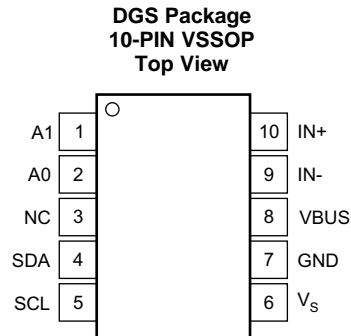 DGS Package
10-PIN VSSOP
Top View
A1 1 10 IN+
A0 2 9 IN-
NC 3 8 VBUS
SDA 4 7 GND
SCL 5 6 VS